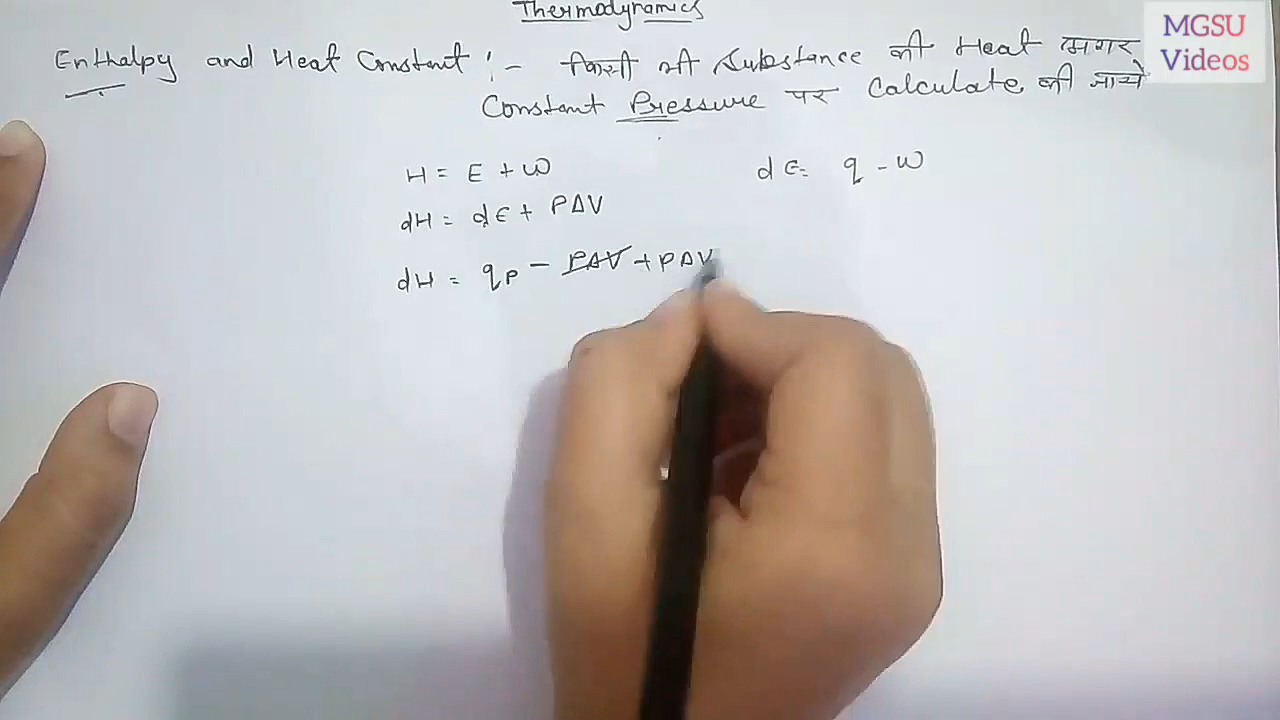 Thermodynamics
MGSU
Videos
Enthalpy and Heat Constant :- किसी भी Substance की Heat अगर
Constant Pressure पर Calculate की जाये
H = E + W
dE = q - W
dH = dE + PΔV
dH = qP - PΔV + PΔV